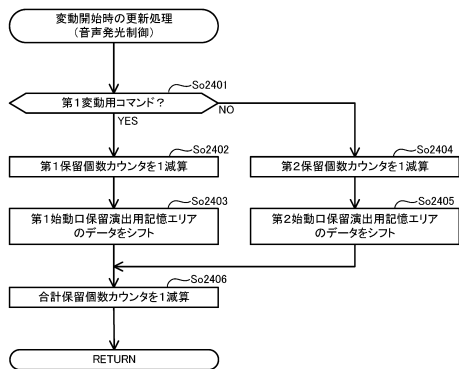 変動開始時の更新処理
(音声発光制御)
So2401
第1変動用コマンド?
YES
NO
So2402
第1保留個数カウンタを1減算
So2404
第2保留個数カウンタを1減算
So2403
第1始動口保留演出用記憶エリア
のデータをシフト
So2405
第2始動口保留演出用記憶エリア
のデータをシフト
So2406
合計保留個数カウンタを1減算
RETURN